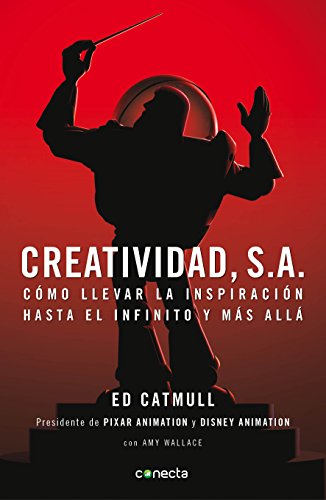 CREATIVIDAD, S.A.
CÓMO LLEVAR LA INSPIRACIÓN
HASTA EL INFINITO Y MÁS ALLÁ
ED CATMULL
Presidente de PIXAR ANIMATION y DISNEY ANIMATION
con AMY WALLACE
conecta